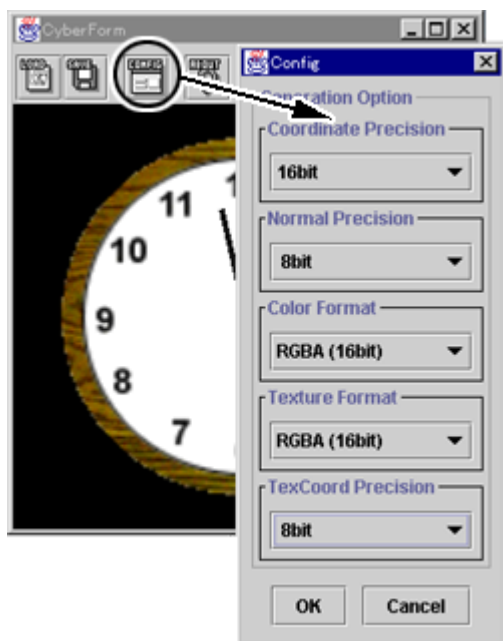 CyberForm
LOAD
SAVE
CONFIG
ABOUT
Config
Generation Option
Coordinate Precision
16bit
Normal Precision
8bit
Color Format
RGBA (16bit)
Texture Format
RGBA (16bit)
TexCoord Precision
8bit
OK
Cancel
11
10
9
8
7